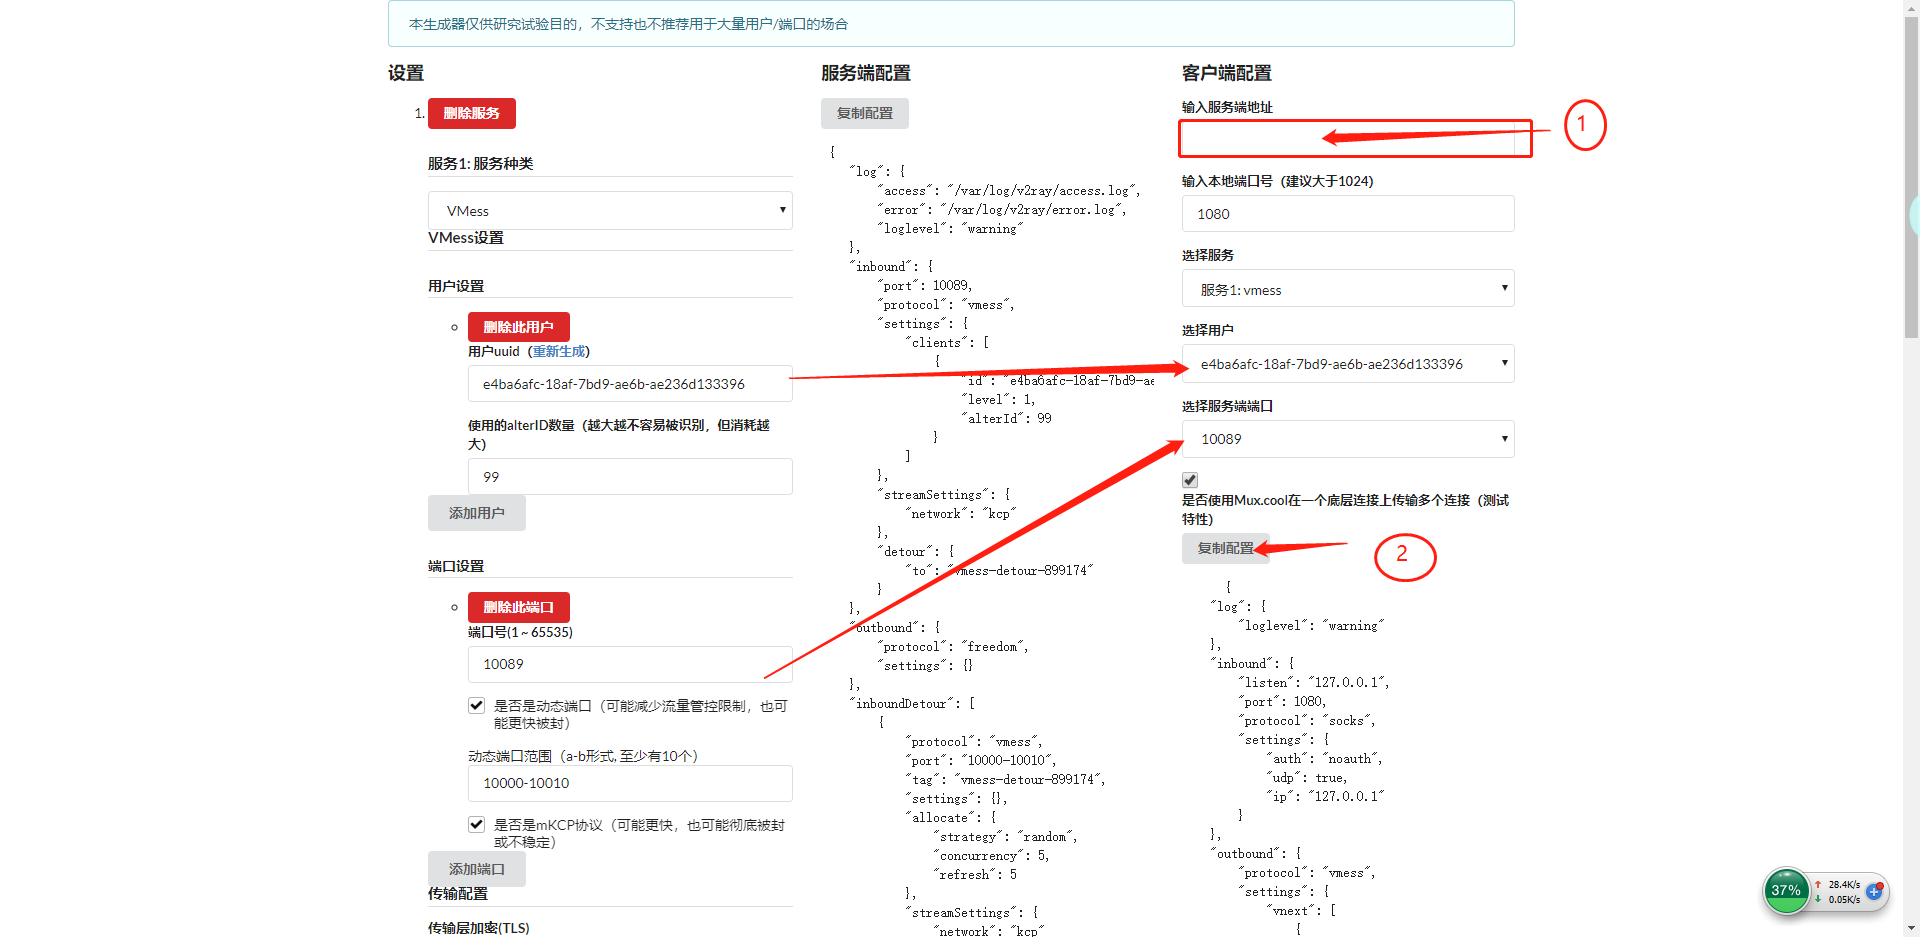 本生成器仅供研究试验目的，不支持也不推荐用于大量用户/端口的场合
设置
1. 删除服务
服务1: 服务种类
VMess
VMess设置
用户设置
删除此用户
用户uuid（重新生成）
e4ba6afc-18af-7bd9-ae6b-ae236d133396
使用的alterID数量（越大越不容易被识别，但消耗越
大）
99
添加用户
端口设置
删除此端口
端口号(1 ~ 65535)
10089
是否是动态端口（可能减少流量管控限制，也可
能更快被封）
动态端口范围（a-b形式, 至少有10个）
10000-10010
是否是mKCP协议（可能更快，也可能彻底被封
或不稳定）
添加端口
传输配置
传输层加密(TLS)
服务端配置
复制配置
{
"log": {
"access": "/var/log/v2ray/access.log",
"error": "/var/log/v2ray/error.log",
"loglevel": "warning"
},
"inbound": {
"port": 10089,
"protocol": "vmess",
"settings": {
"clients": [
{
"id": "e4ba6afc-18af-7bd9-ae
"level": 1,
"alterId": 99
}
]
},
"streamSettings": {
"network": "kcp"
},
"detour": {
"to": "vmess-detour-899174"
}
},
"outbound": {
"protocol": "freedom",
"settings": {}
},
"inboundDetour": [
{
"protocol": "vmess",
"port": "10000-10010",
"tag": "vmess-detour-899174",
"settings": {},
"allocate": {
"strategy": "random",
"concurrency": 5,
"refresh": 5
},
"streamSettings": {
"network": "kcp"
客户端配置
输入服务端地址
1
输入本地端口号（建议大于1024）
1080
选择服务
服务1: vmess
选择用户
e4ba6afc-18af-7bd9-ae6b-ae236d133396
选择服务端端口
10089
是否使用Mux.cool在一个底层连接上传输多个连接（测试
特性）
复制配置
2
{
"log": {
"loglevel": "warning"
},
"inbound": {
"listen": "127.0.0.1",
"port": 1080,
"protocol": "socks",
"settings": {
"auth": "noauth",
"udp": true,
"ip": "127.0.0.1"
}
},
"outbound": {
"protocol": "vmess",
"settings": {
"vnext": [
{
37%
28.4K/s
0.05K/s